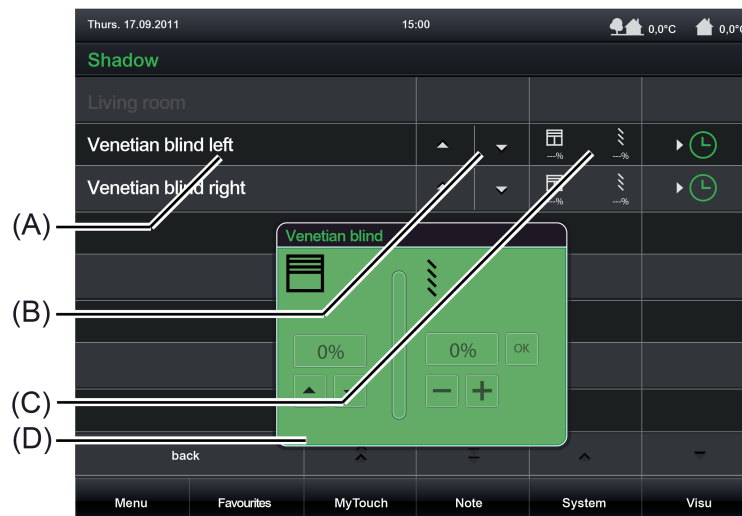 Thurs. 17.09.2011 15:00 0,0°C 0,0°C
Shadow
Living room
Venetian blind left ---% ---%
Venetian blind right ---% ---%
(A)
Venetian blind
(B)
0% 0% OK
(C)
(D)
back
Menu Favourites MyTouch Note System Visu